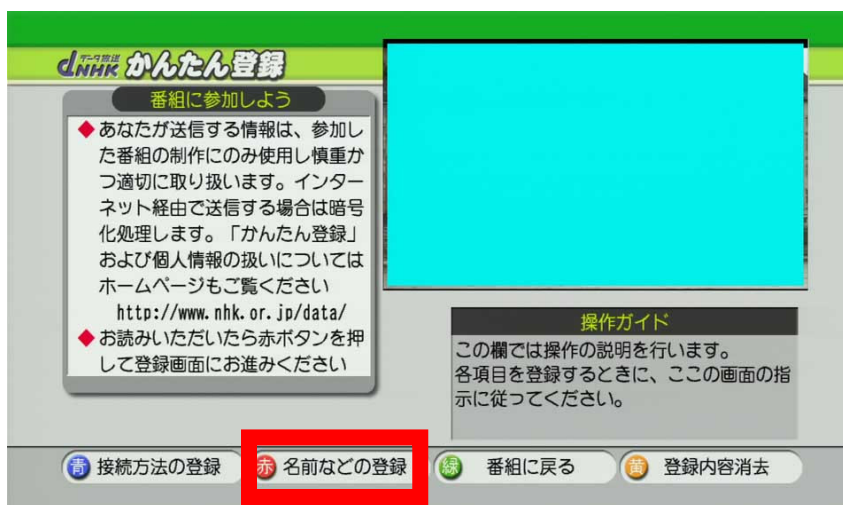 データ放送
dNHK かんたん登録
番組に参加しよう
◆あなたが送信する情報は、参加し
た番組の制作にのみ使用し慎重か
つ適切に取り扱います。インター
ネット経由で送信する場合は暗号
化処理します。「かんたん登録」
および個人情報の扱いについては
ホームページもご覧ください
http://www.nhk.or.jp/data/
◆お読みいただいたら赤ボタンを押
して登録画面にお進みください
操作ガイド
この欄では操作の説明を行います。
各項目を登録するときに、ここの画面の指
示に従ってください。
青 接続方法の登録 赤 名前などの登録 緑 番組に戻る 黄 登録内容消去